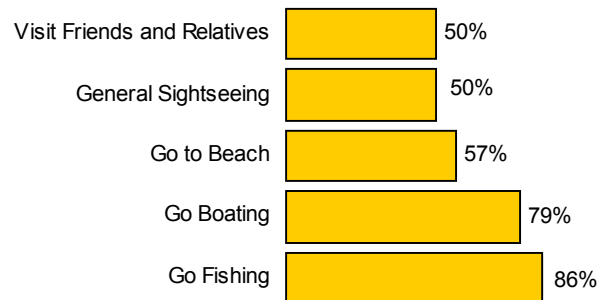 Visit Friends and Relatives 50%
General Sightseeing 50%
Go to Beach 57%
Go Boating 79%
Go Fishing 86%